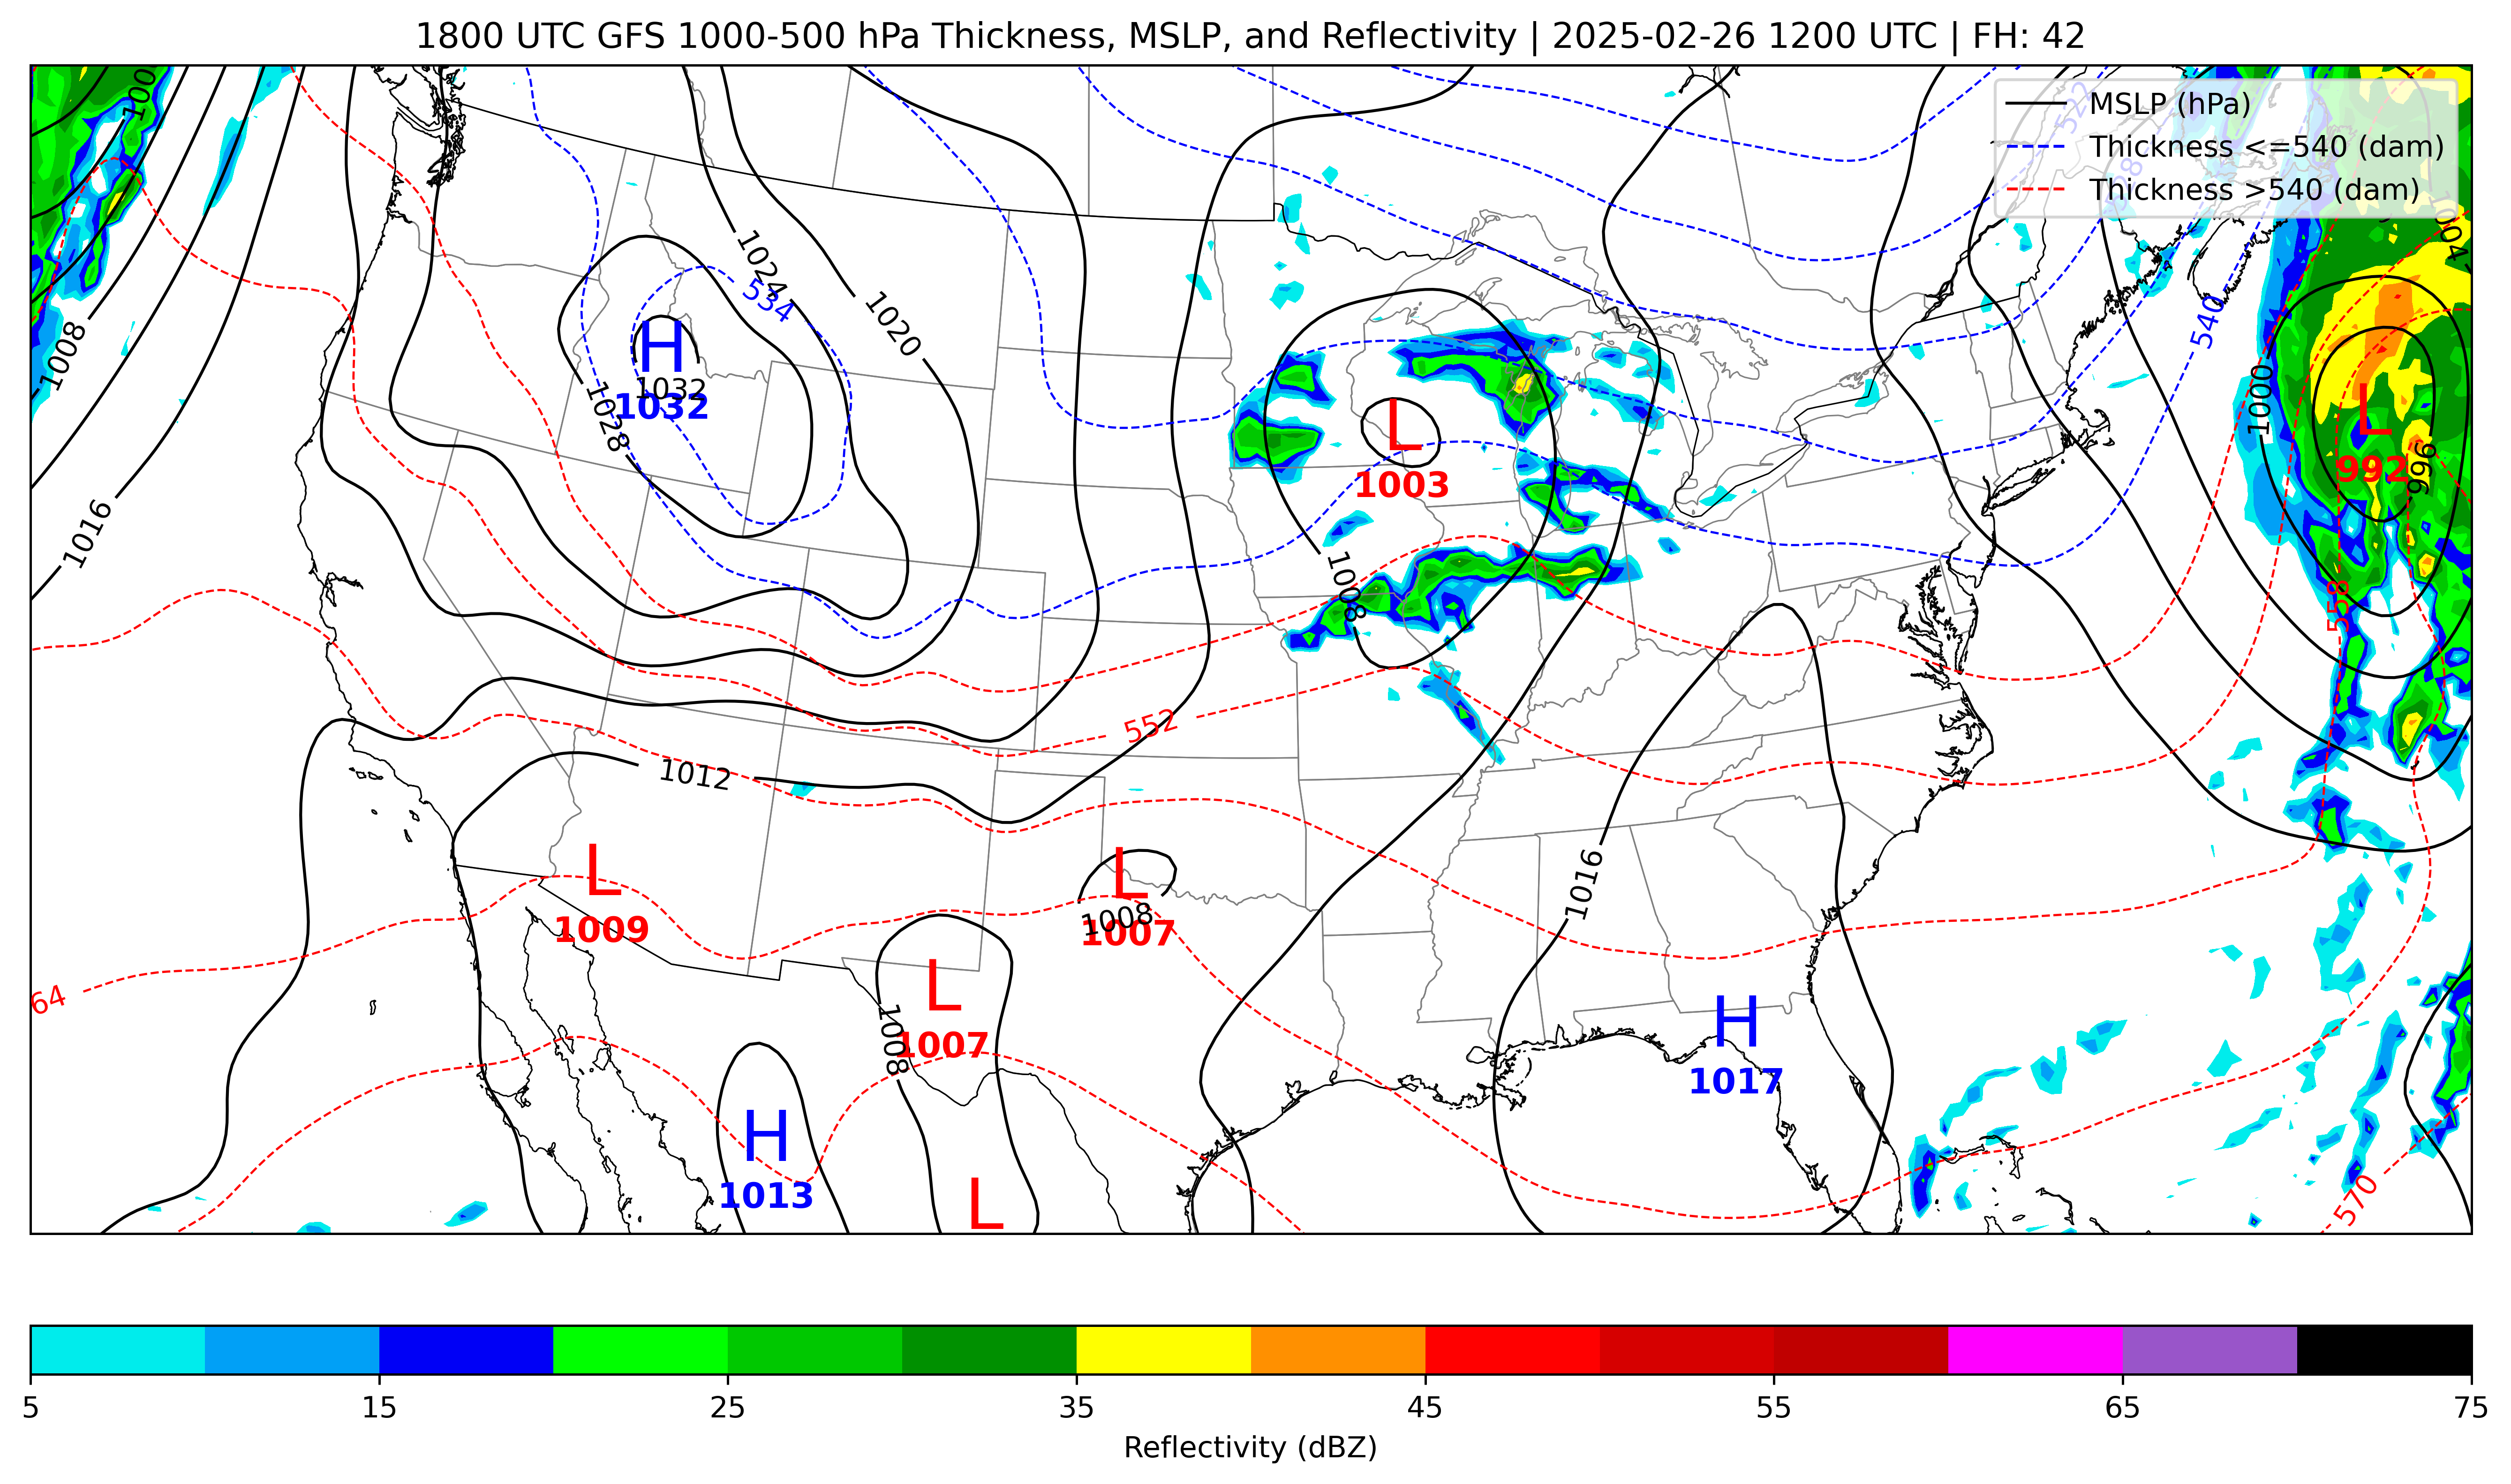 1800 UTC GFS 1000-500 hPa Thickness, MSLP, and Reflectivity | 2025-02-26 1200 UTC | FH: 42
MSLP (hPa)
Thickness <=540 (dam)
Thickness >540 (dam)
522
1004
1024
534
1020
540
1008
H
1032
1032
1028
L
1003
1000
L
992
996
1016
1008
558
552
1012
1016
L
1009
L
1008
1007
64
L
1007
1008
H
1017
H
1013
L
570
5
15
25
35
45
55
65
75
Reflectivity (dBZ)